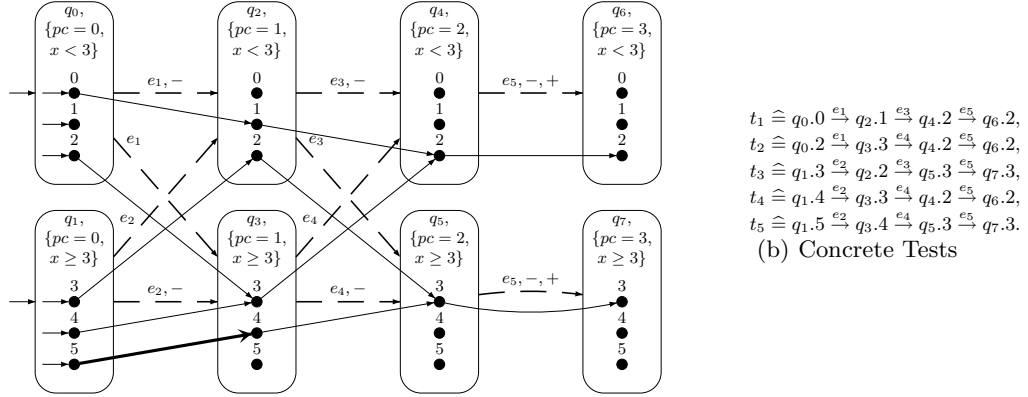 q₀, q₂, q₄, q₆,
{pc = 0, {pc = 1, {pc = 2, {pc = 3,
x < 3} x < 3} x < 3} x < 3}
0 e₁, − 0 e₃, − 0 e₅, −, + 0
1 1 1 1
2 e₁ 2 e₃ 2 2
q₁, e₂ q₃, e₄ q₅, q₇,
{pc = 0, {pc = 1, {pc = 2, {pc = 3,
x ≥ 3} x ≥ 3} x ≥ 3} x ≥ 3}
3 e₂, − 3 e₄, − 3 e₅, −, + 3
4 4 4 4
5 5 5 5
t₁ ≙ q₀.0 →e₁ q₂.1 →e₃ q₄.2 →e₅ q₆.2,
t₂ ≙ q₀.2 →e₁ q₃.3 →e₄ q₄.2 →e₅ q₆.2,
t₃ ≙ q₁.3 →e₂ q₂.2 →e₃ q₅.3 →e₅ q₇.3,
t₄ ≙ q₁.4 →e₂ q₃.3 →e₄ q₄.2 →e₅ q₆.2,
t₅ ≙ q₁.5 →e₂ q₃.4 →e₄ q₅.3 →e₅ q₇.3.
(b) Concrete Tests